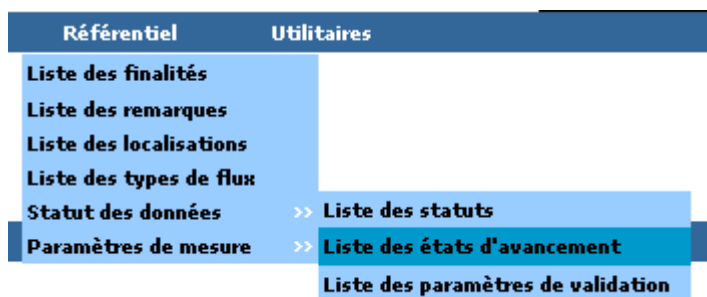 Référentiel Utilitaires
Liste des finalités
Liste des remarques
Liste des localisations
Liste des types de flux
Statut des données >> Liste des statuts
Paramètres de mesure >> Liste des états d'avancement
Liste des paramètres de validation